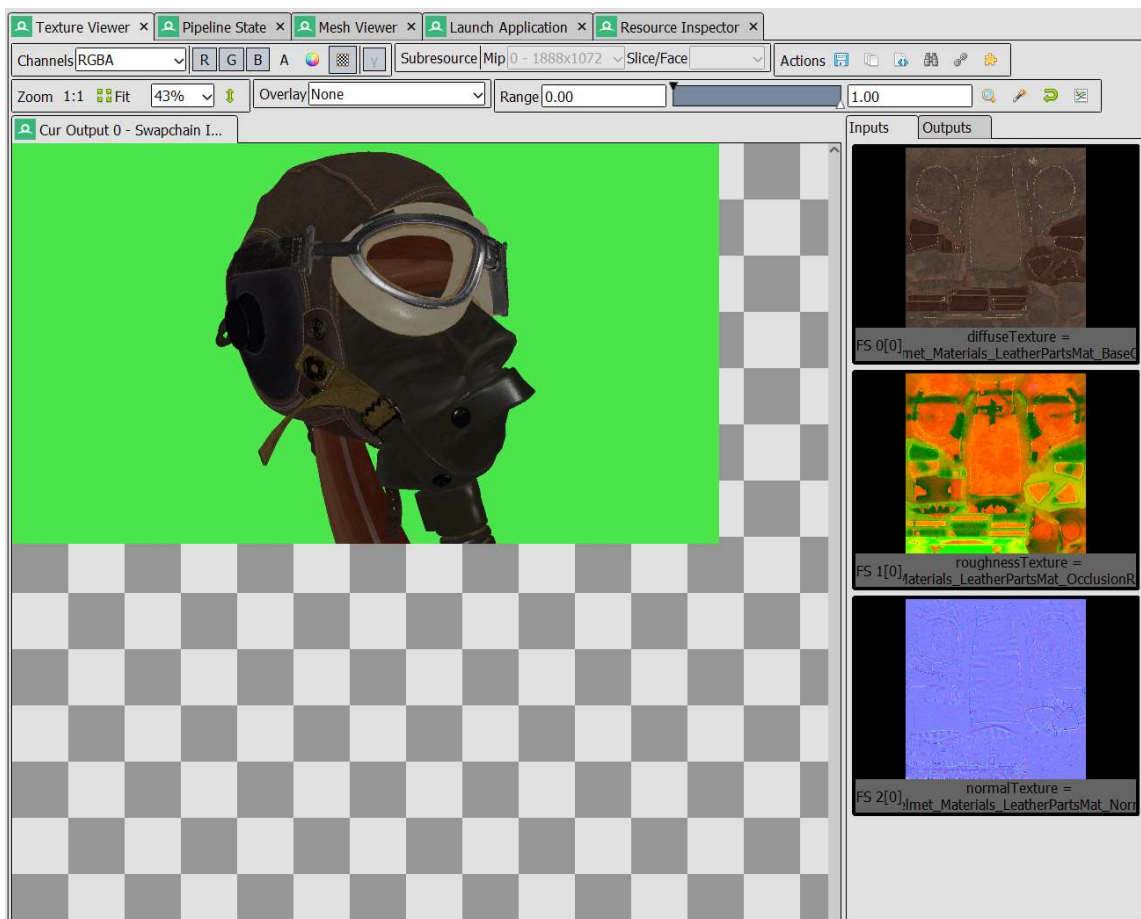 Texture Viewer × Pipeline State × Mesh Viewer × Launch Application × Resource Inspector ×
Channels RGBA R G B A γ Subresource Mip 0 - 1888x1072 Slice/Face Actions
Zoom 1:1 Fit 43% Overlay None Range 0.00 1.00
Cur Output 0 - Swapchain I...
Inputs Outputs
diffuseTexture =
FS 0[0] met_Materials_LeatherPartsMat_BaseC
roughnessTexture =
FS 1[0] Materials_LeatherPartsMat_OcclusionR
normalTexture =
FS 2[0] elmet_Materials_LeatherPartsMat_Norr